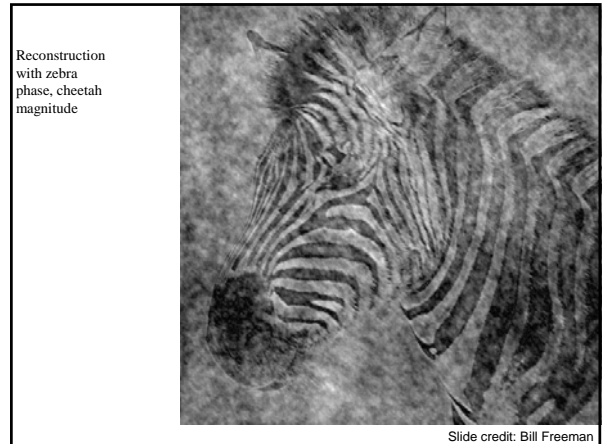 Reconstruction
with zebra
phase, cheetah
magnitude
Slide credit: Bill Freeman